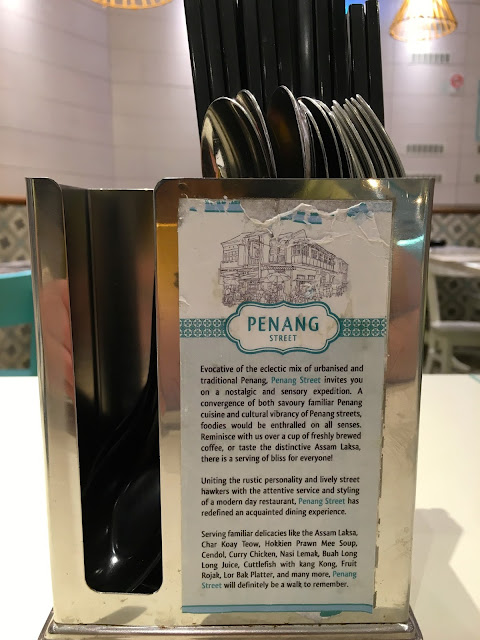 PENANG
STREET
Evocative of the eclectic mix of urbanised and
traditional Penang, Penang Street invites you
on a nostalgic and sensory expedition. A
convergence of both savoury familiar Penang
cuisine and cultural vibrancy of Penang streets,
foodies would be enthralled on all senses.
Reminisce with us over a cup of freshly brewed
coffee, or taste the distinctive Assam Laksa,
there is a serving of bliss for everyone!
Uniting the rustic personality and lively street
hawkers with the attentive service and styling
of a modern day restaurant, Penang Street has
redefined an acquainted dining experience.
Serving familiar delicacies like the Assam Laksa,
Char Koay Teow, Hokkien Prawn Mee Soup,
Cendol, Curry Chicken, Nasi Lemak, Buah Long
Long Juice, Cuttlefish with kang Kong, Fruit
Rojak, Lor Bak Platter, and many more, Penang
Street will definitely be a walk to remember.